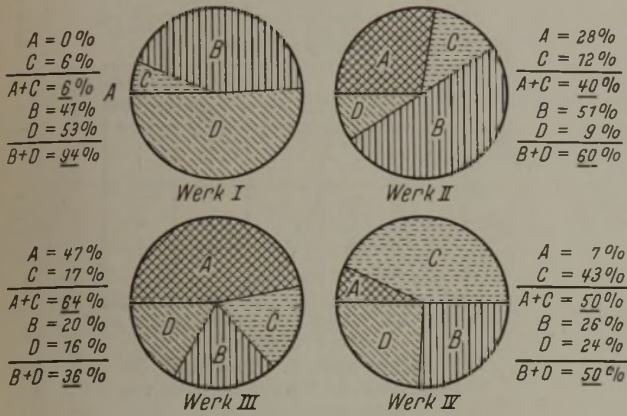 A = 0%
C = 6%
A+C = 6%
B = 41%
D = 53%
B+D = 94%
A
B
C
D
Werk I
A
C
D
B
Werk II
A = 28%
C = 12%
A+C = 40%
B = 51%
D = 9%
B+D = 60%
A = 47%
C = 17%
A+C = 64%
B = 20%
D = 16%
B+D = 36%
A
D
C
B
Werk III
C
A
D
B
Werk IV
A = 7%
C = 43%
A+C = 50%
B = 26%
D = 24%
B+D = 50%